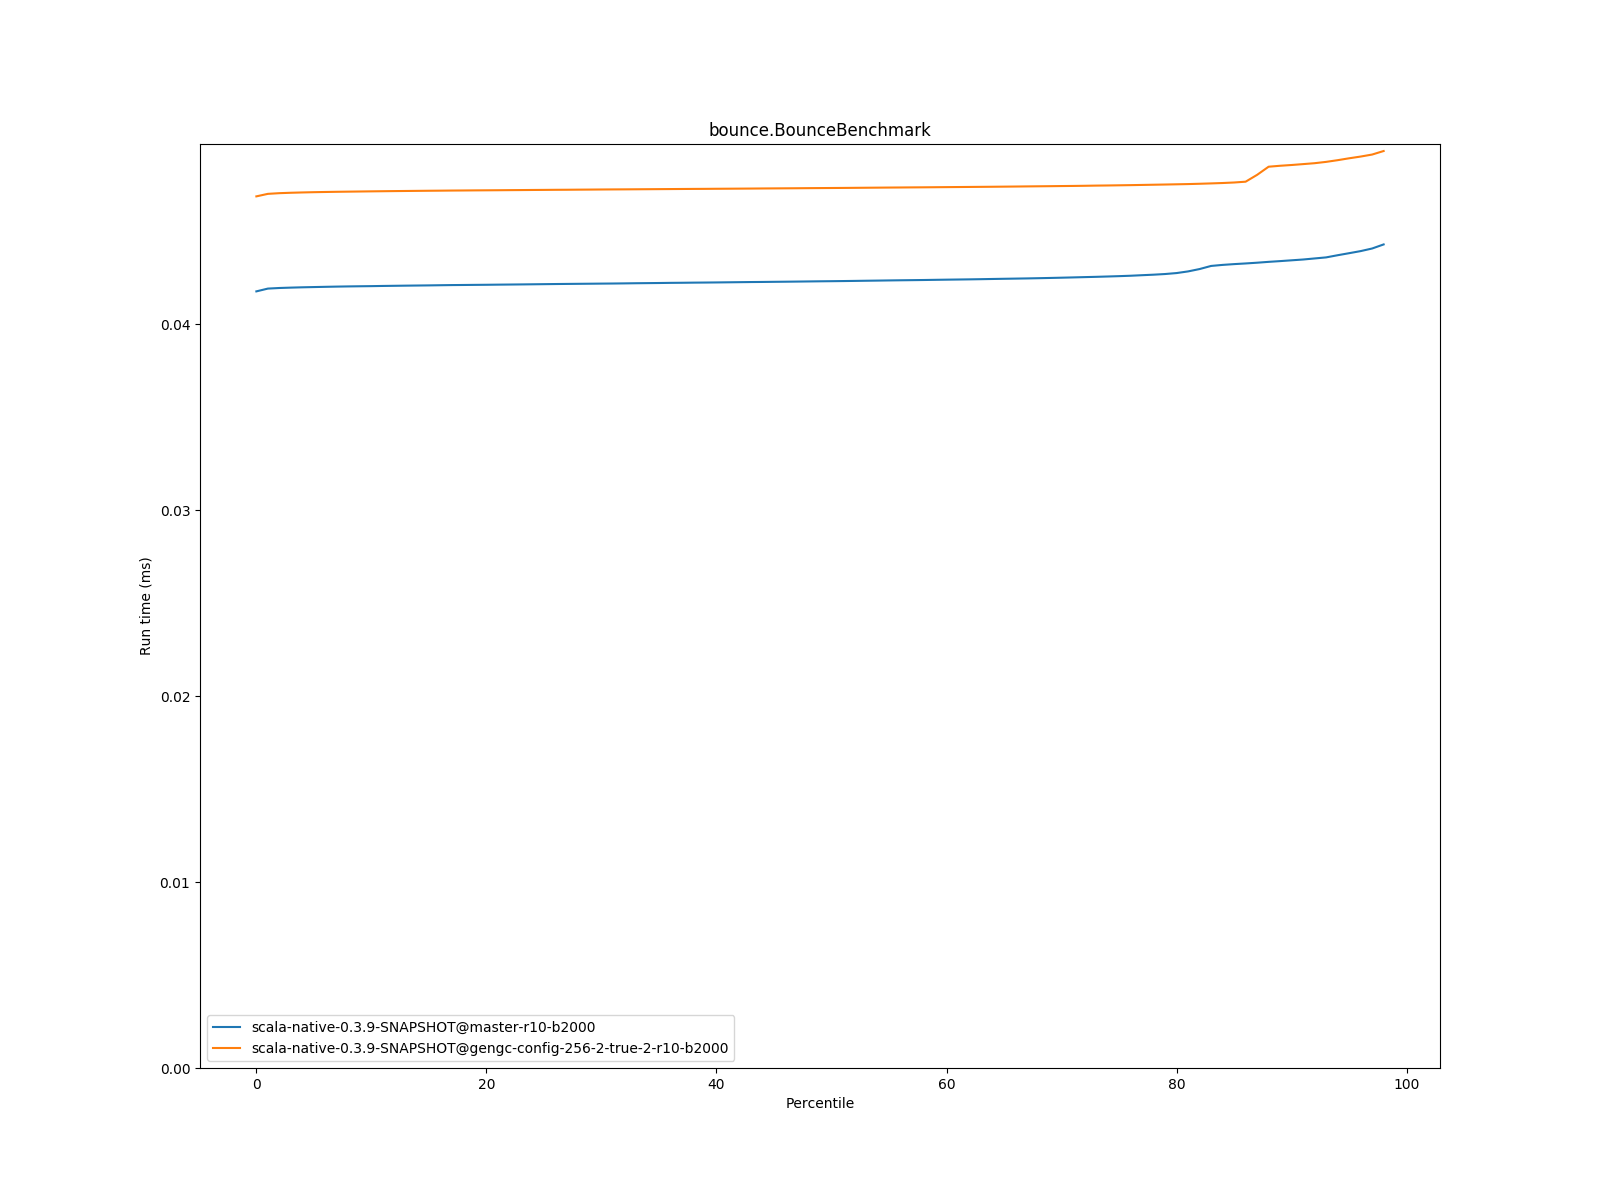 bounce.BounceBenchmark
0.04
0.03
0.02
0.01
0.00
Run time (ms)
scala-native-0.3.9-SNAPSHOT@master-r10-b2000
scala-native-0.3.9-SNAPSHOT@gengc-config-256-2-true-2-r10-b2000
0 20 40 60 80 100
Percentile